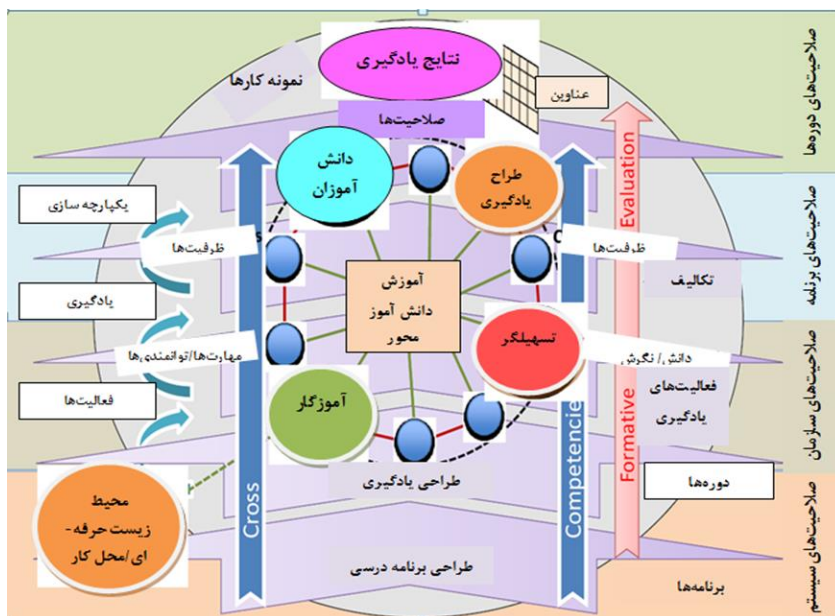 نتایج یادگیری
نمونه کارها
عناوین
صلاحیت‌ها
صلاحیت‌های دوره‌ها
دانش
آموزان
طراح
یادگیری
Evaluation
یکپارچه سازی
صلاحیت‌های برنامه
ظرفیت‌ها
ظرفیت‌ها
تکالیف
آموزش
دانش آموز
محور
یادگیری
مهارت‌ها/توانمندی‌ها
تسهیلگر
دانش/ نگرش
صلاحیت‌های سازمان
فعالیت‌ها
آموزگار
فعالیت‌های
یادگیری
Formative
طراحی یادگیری
دوره‌ها
Cross
Competencie
محیط
زیست حرفه-
ای/محل کار
طراحی برنامه درسی
برنامه‌ها
صلاحیت‌های سیستم